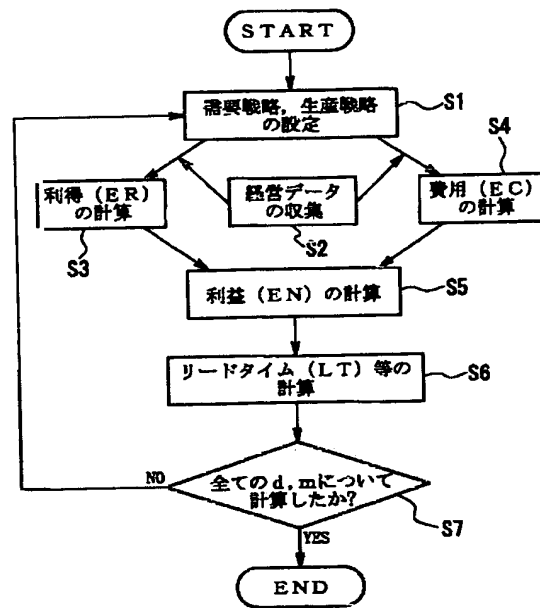 START
需要戦略，生産戦略
の設定
S1
S4
利得（ER）
の計算
経営データ
の収集
費用（EC）
の計算
S3
S2
利益（EN）の計算
S5
リードタイム（LT）等の
計算
S6
NO
全てのd，mについて
計算したか?
S7
YES
END